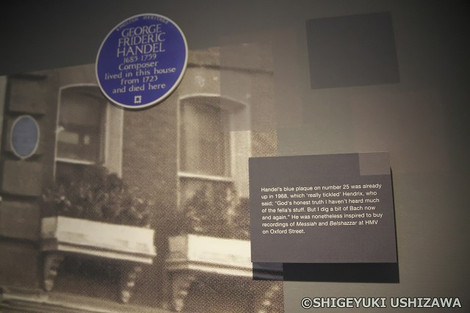 GEORGE
FRIDERIC
HANDEL
1685-1759
Composer
lived in this house
from 1723
and died here
Handel's blue plaque on number 25 was already
up in 1968, which 'really tickled' Hendrix, who
said, "God's honest truth I haven't heard much
of the fella's stuff. But I dig a bit of Bach now
and again." He was nonetheless inspired to buy
recordings of Messiah and Belshazzar at HMV
on Oxford Street.
©SHIGEYUKI USHIZAWA